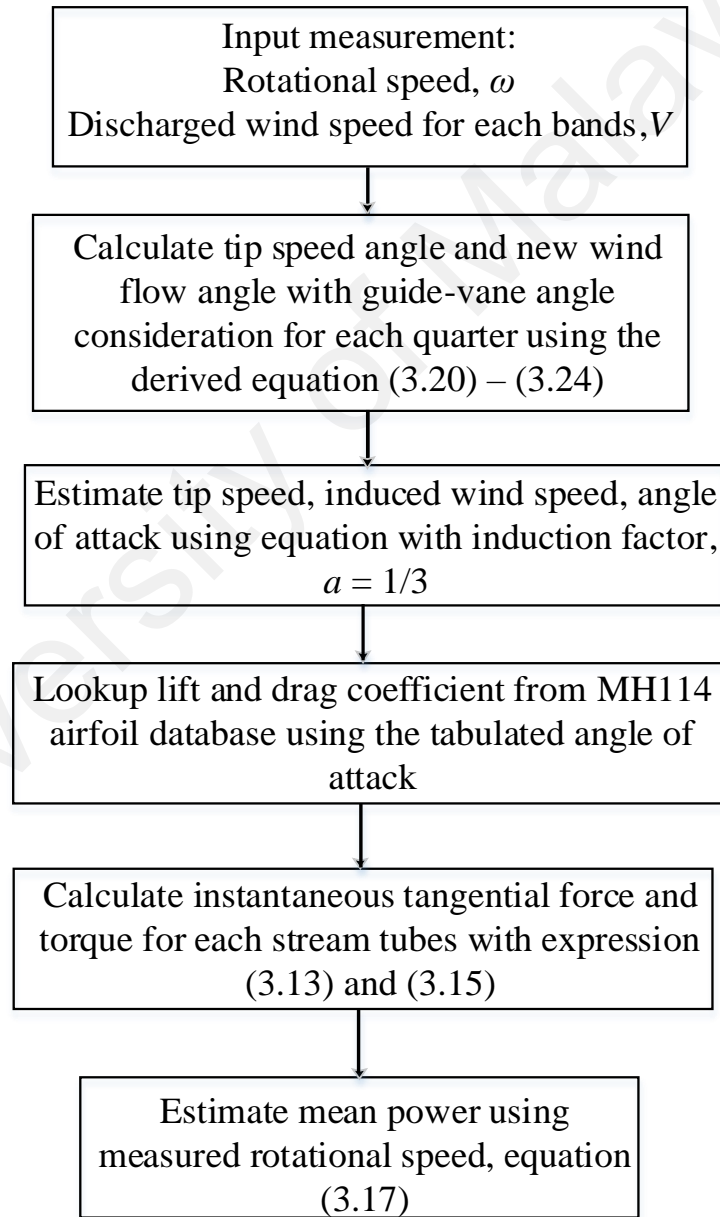 Input measurement:
Rotational speed, ω
Discharged wind speed for each bands,V
Calculate tip speed angle and new wind
flow angle with guide-vane angle
consideration for each quarter using the
derived equation (3.20) – (3.24)
Estimate tip speed, induced wind speed, angle
of attack using equation with induction factor,
a = 1/3
Lookup lift and drag coefficient from MH114
airfoil database using the tabulated angle of
attack
Calculate instantaneous tangential force and
torque for each stream tubes with expression
(3.13) and (3.15)
Estimate mean power using
measured rotational speed, equation
(3.17)
versity of Malay